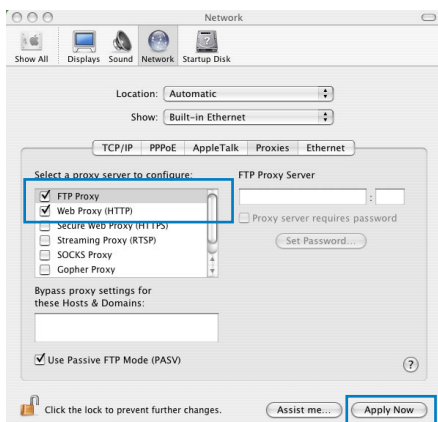 Network
Show All Displays Sound Network Startup Disk
Location: Automatic
Show: Built-in Ethernet
TCP/IP PPPoE AppleTalk Proxies Ethernet
Select a proxy server to configure: FTP Proxy Server
FTP Proxy
:
Web Proxy (HTTP)
Proxy server requires password
Secure Web Proxy (HTTPS)
Streaming Proxy (RTSP) Set Password...
SOCKS Proxy
Gopher Proxy
Bypass proxy settings for
these Hosts & Domains:
Use Passive FTP Mode (PASV) ?
Click the lock to prevent further changes. Assist me... Apply Now